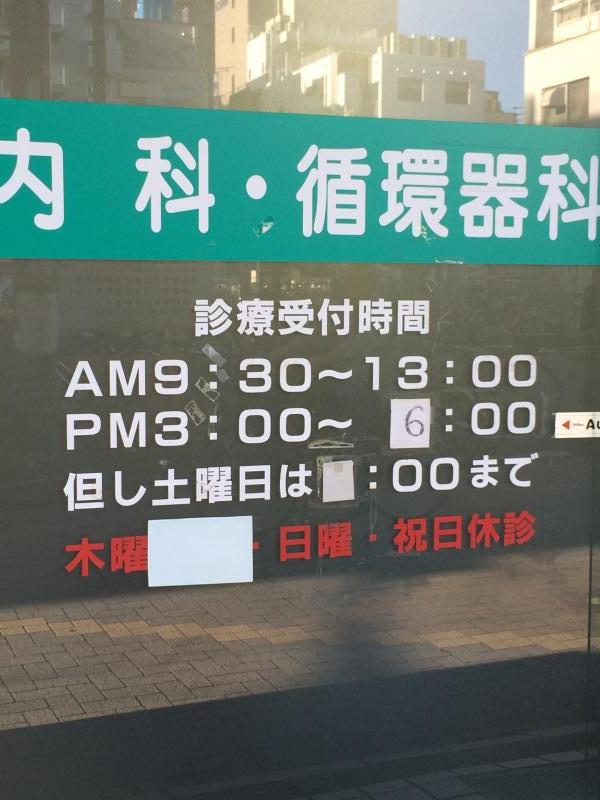 内科・循環器科
診療受付時間
AM9:30～13:00
PM3:00～ 6:00
但し土曜日は :00まで
木曜 ・日曜・祝日休診